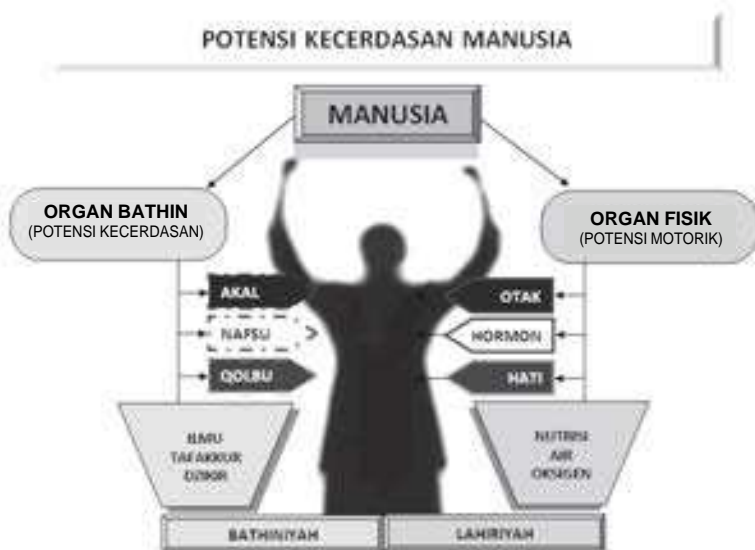 POTENSI KECERDASAN MANUSIA
MANUSIA
ORGAN BATHIN
(POTENSI KECERDASAN)
ORGAN FISIK
(POTENSI MOTORIK)
AKAL
NAFSU
QOLBU
OTAK
HORMON
HATI
ILMU
TAFAKKUR
DZIKIR
NUTRISI
AIR
OKSIGEN
BATHINIYAH
LAHIRIYAH